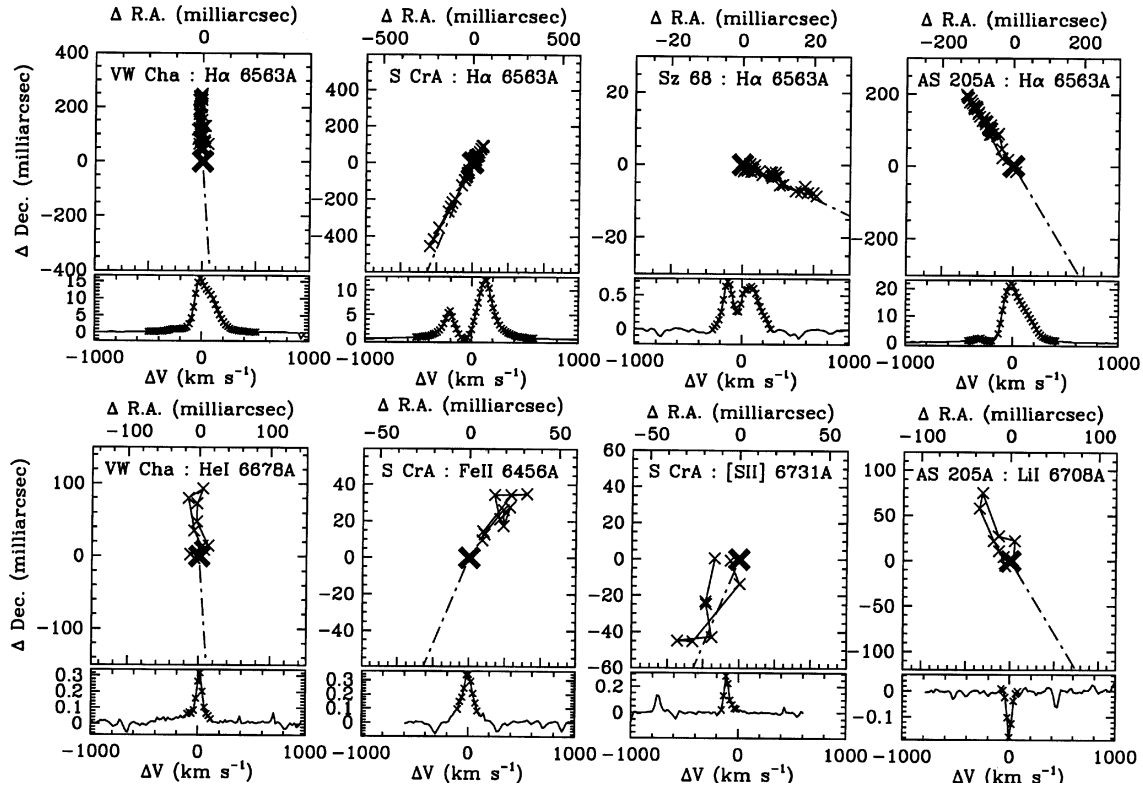 Δ R.A. (milliarcsec) Δ R.A. (milliarcsec) Δ R.A. (milliarcsec) Δ R.A. (milliarcsec)
0 −500 0 500 −20 0 20 −200 0 200
Δ Dec. (milliarcsec)
400 200 0 −200 −400
VW Cha : Hα 6563A
400 200 0 −200 −400
S CrA : Hα 6563A
20 0 −20
Sz 68 : Hα 6563A
200 0 −200
AS 205A : Hα 6563A
15 10 5 0
10 5 0
0.5 0
20 10 0
−1000 0 1000 −1000 0 1000 −1000 0 1000 −1000 0 1000
ΔV (km s⁻¹) ΔV (km s⁻¹) ΔV (km s⁻¹) ΔV (km s⁻¹)
Δ R.A. (milliarcsec) Δ R.A. (milliarcsec) Δ R.A. (milliarcsec) Δ R.A. (milliarcsec)
−100 0 100 −50 0 50 −50 0 50 −100 0 100
Δ Dec. (milliarcsec)
100 0 −100
VW Cha : HeI 6678A
40 20 0 −20 −40
S CrA : FeII 6456A
60 40 20 0 −20 −40 −60
S CrA : [SII] 6731A
100 50 0 −50 −100
AS 205A : LiI 6708A
0.3 0.2 0.1 0
0.3 0.2 0.1 0
0.2 0
0 −0.1
−1000 0 1000 −1000 0 1000 −1000 0 1000 −1000 0 1000
ΔV (km s⁻¹) ΔV (km s⁻¹) ΔV (km s⁻¹) ΔV (km s⁻¹)